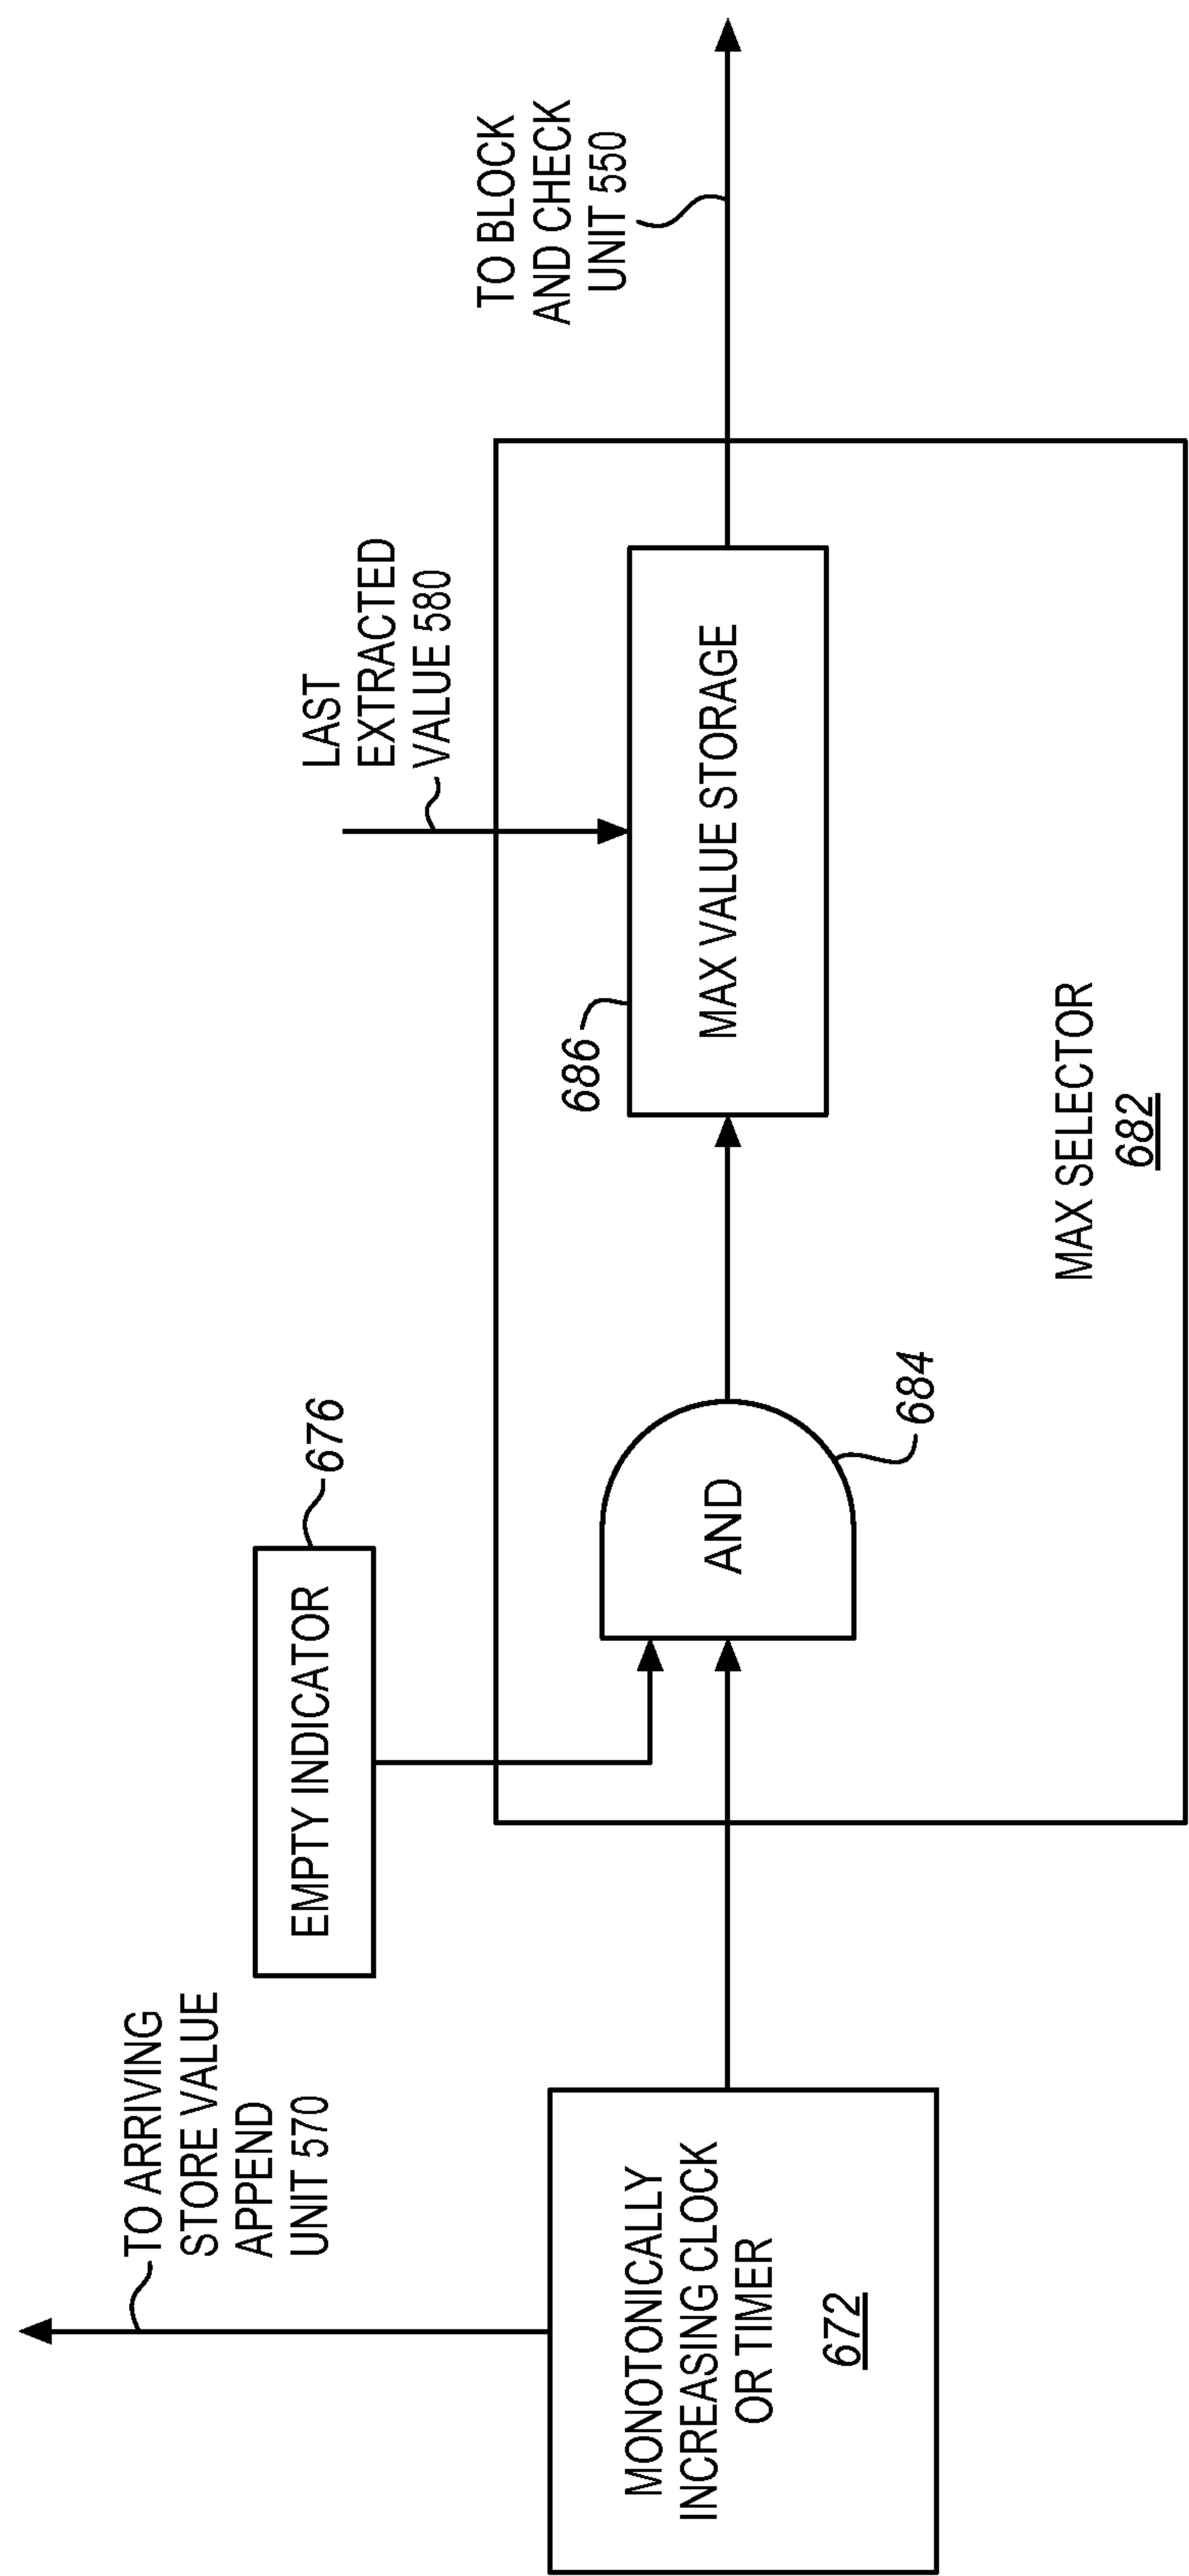 TO ARRIVING
STORE VALUE
APPEND
UNIT 570
EMPTY INDICATOR
676
LAST
EXTRACTED
VALUE 580
TO BLOCK
AND CHECK
UNIT 550
MONOTONICALLY
INCREASING CLOCK
OR TIMER
672
AND
684
686
MAX VALUE STORAGE
MAX SELECTOR
682